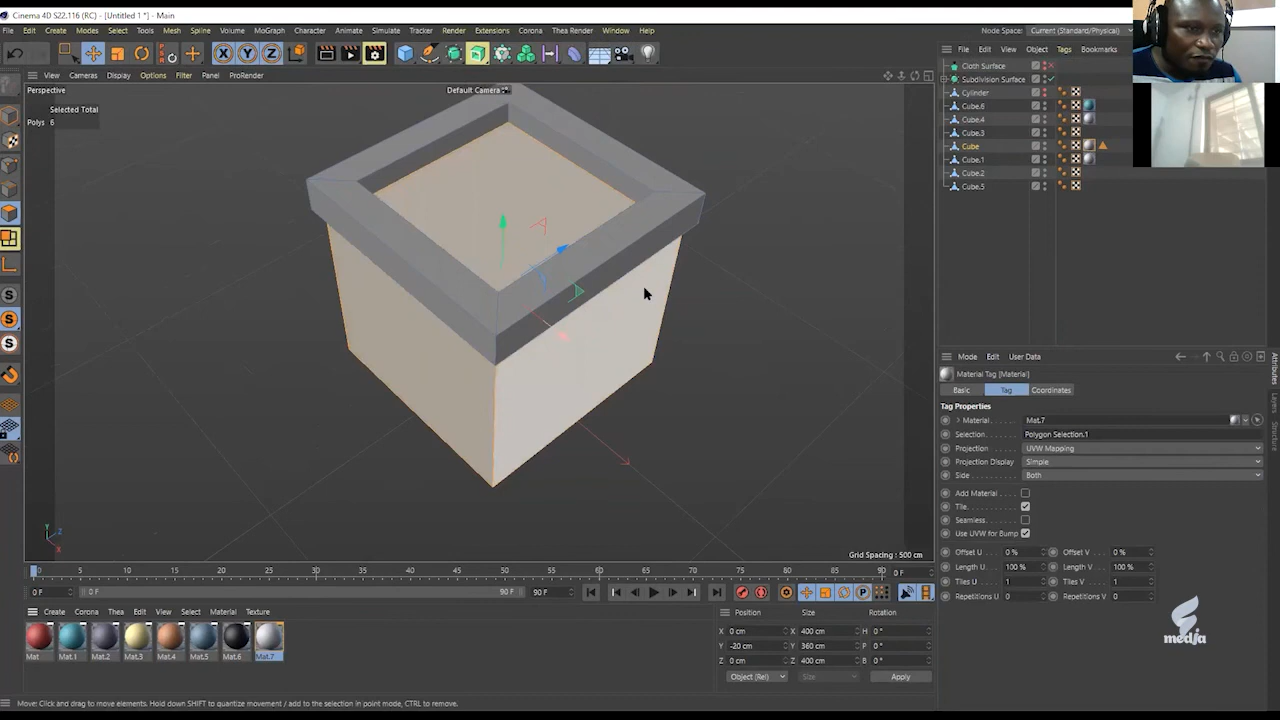 Cinema 4D S22.116 (RC) - [Untitled 1 *] - Main
File Edit Create Modes Select Tools Mesh Spline Volume MoGraph Character Animate Simulate Tracker Render Extensions Corona Thea Render Window Help
Node Space: Current (Standard/Physical)
File Edit View Object Tags Bookmarks
X Y Z
View Cameras Display Options Filter Panel ProRender
Perspective
Default Camera
Selected Total
Polys 6
Cloth Surface
Subdivision Surface
Cylinder
Cube.6
Cube.4
Cube.3
Cube
Cube.1
Cube.2
Cube.5
Mode Edit User Data
Attributes
Layers
Structure
Material Tag [Material]
Basic Tag Coordinates
Tag Properties
Material Mat.7
Selection Polygon Selection.1
Projection UVW Mapping
Projection Display Simple
Side Both
Add Material
Tile
Seamless
Use UVW for Bump
Offset U 0 % Offset V 0 %
Length U 100 % Length V 100 %
Tiles U 1 Tiles V 1
Repetitions U 0 Repetitions V 0
Grid Spacing : 500 cm
0 5 10 15 20 25 30 35 40 45 50 55 60 65 70 75 80 85 90 0 F
0 F 0 F 90 F 90 F
Create Corona Thea Edit View Select Material Texture
Mat Mat.1 Mat.2 Mat.3 Mat.4 Mat.5 Mat.6 Mat.7
Position Size Rotation
X 0 cm X 400 cm H 0 °
Y -20 cm Y 360 cm P 0 °
Z 0 cm Z 400 cm B 0 °
Object (Rel) Size Apply
media
Move: Click and drag to move elements. Hold down SHIFT to quantize movement / add to the selection in point mode, CTRL to remove.